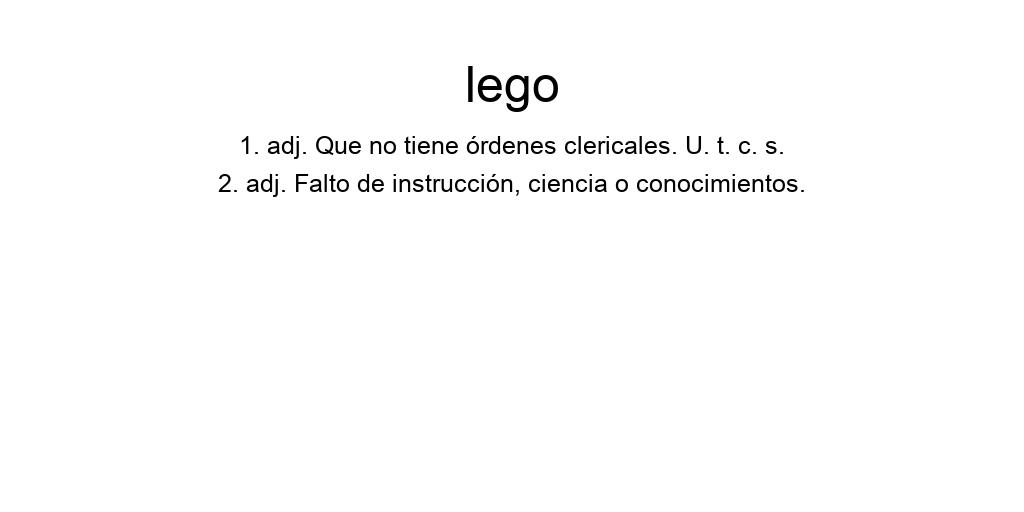 lego
1. adj. Que no tiene órdenes clericales. U. t. c. s.
2. adj. Falto de instrucción, ciencia o conocimientos.